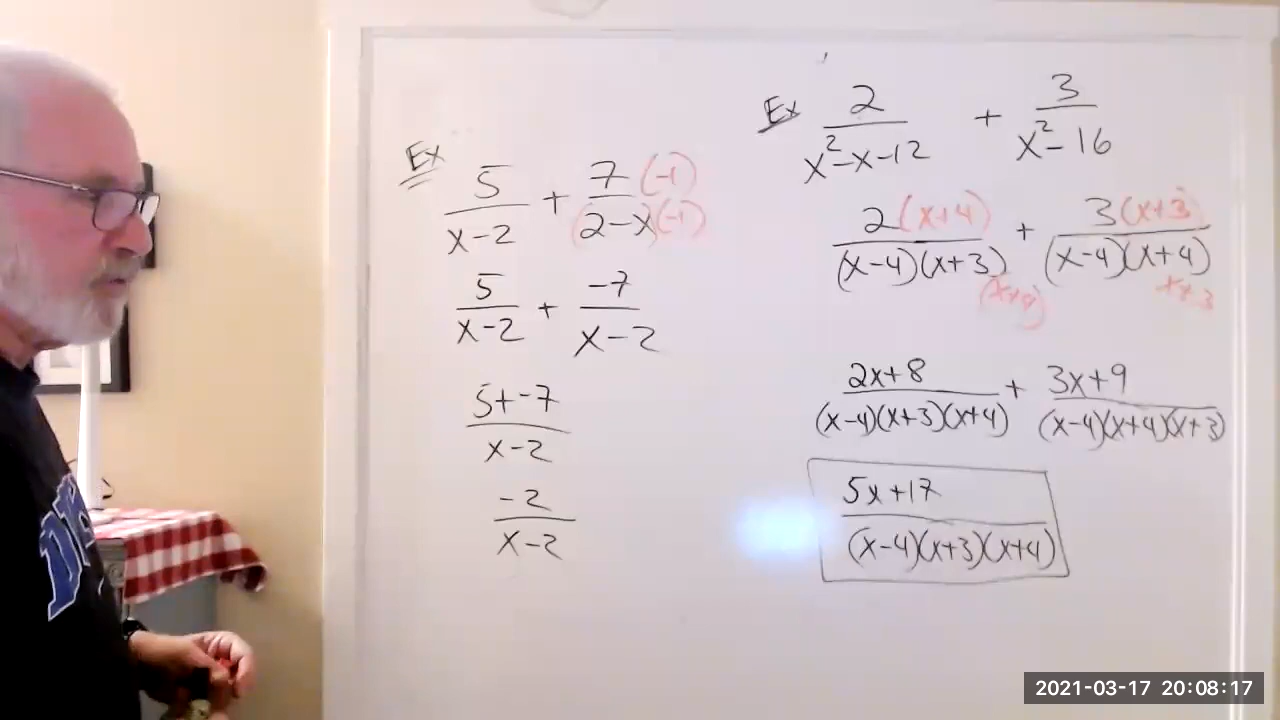 Ex
5/(x-2) + 7(-1)/(2-x)(-1)
5/(x-2) + -7/(x-2)
5+-7/(x-2)
-2/(x-2)
Ex
2/(x²-x-12) + 3/(x²-16)
2(x+4)/(x-4)(x+3)(x+4) + 3(x+3)/(x-4)(x+4) x+3
2x+8/(x-4)(x+3)(x+4) + 3x+9/(x-4)(x+4)(x+3)
5x+17/(x-4)(x+3)(x+4)
2021-03-17 20:08:17